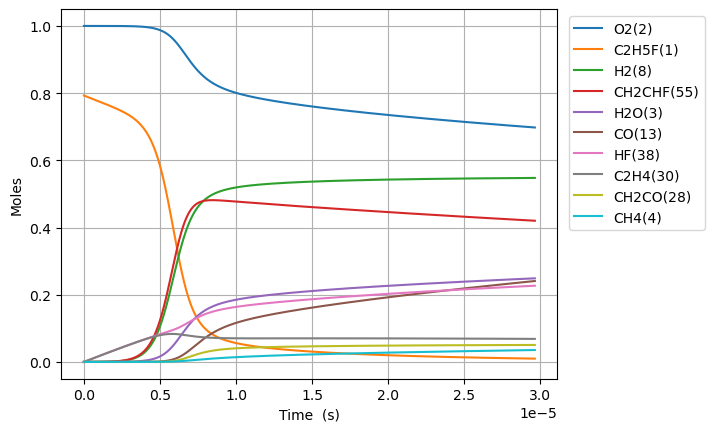 1.0
0.8
0.6
0.4
0.2
0.0
Moles
0.0
0.5
1.0
1.5
2.0
2.5
3.0
1e−5
Time  (s)
O2(2)
C2H5F(1)
H2(8)
CH2CHF(55)
H2O(3)
CO(13)
HF(38)
C2H4(30)
CH2CO(28)
CH4(4)